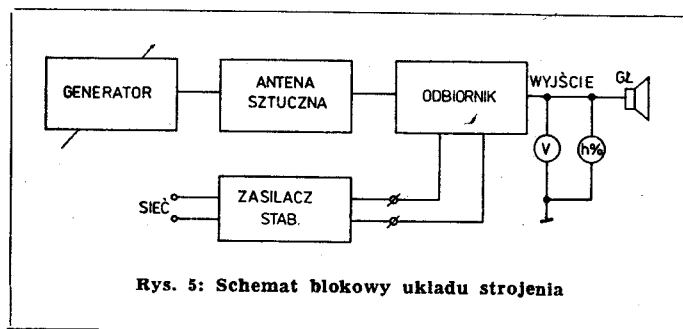 GENERATOR
ANTENA
SZTUCZNA
ODBIORNIK
WYJŚCIE
GŁ
V
h%
SIEĆ
ZASILACZ
STAB.
Rys. 5: Schemat blokowy układu strojenia